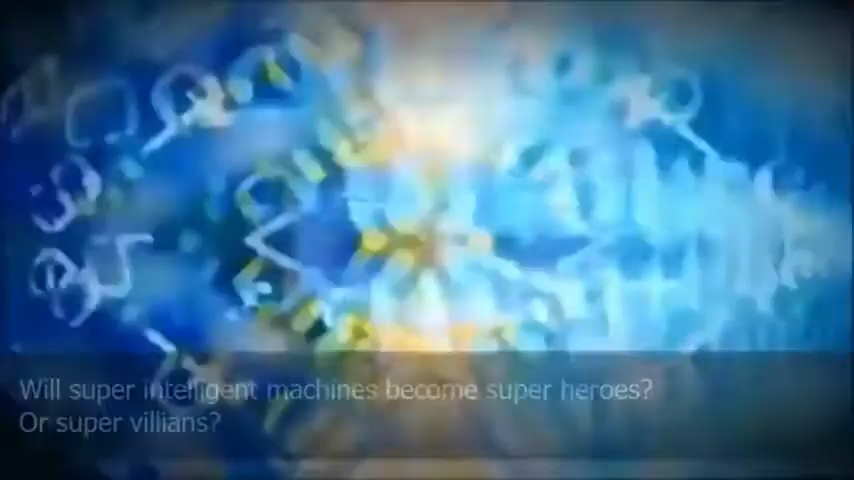 Will super intelligent machines become super heroes?
Or super villians?